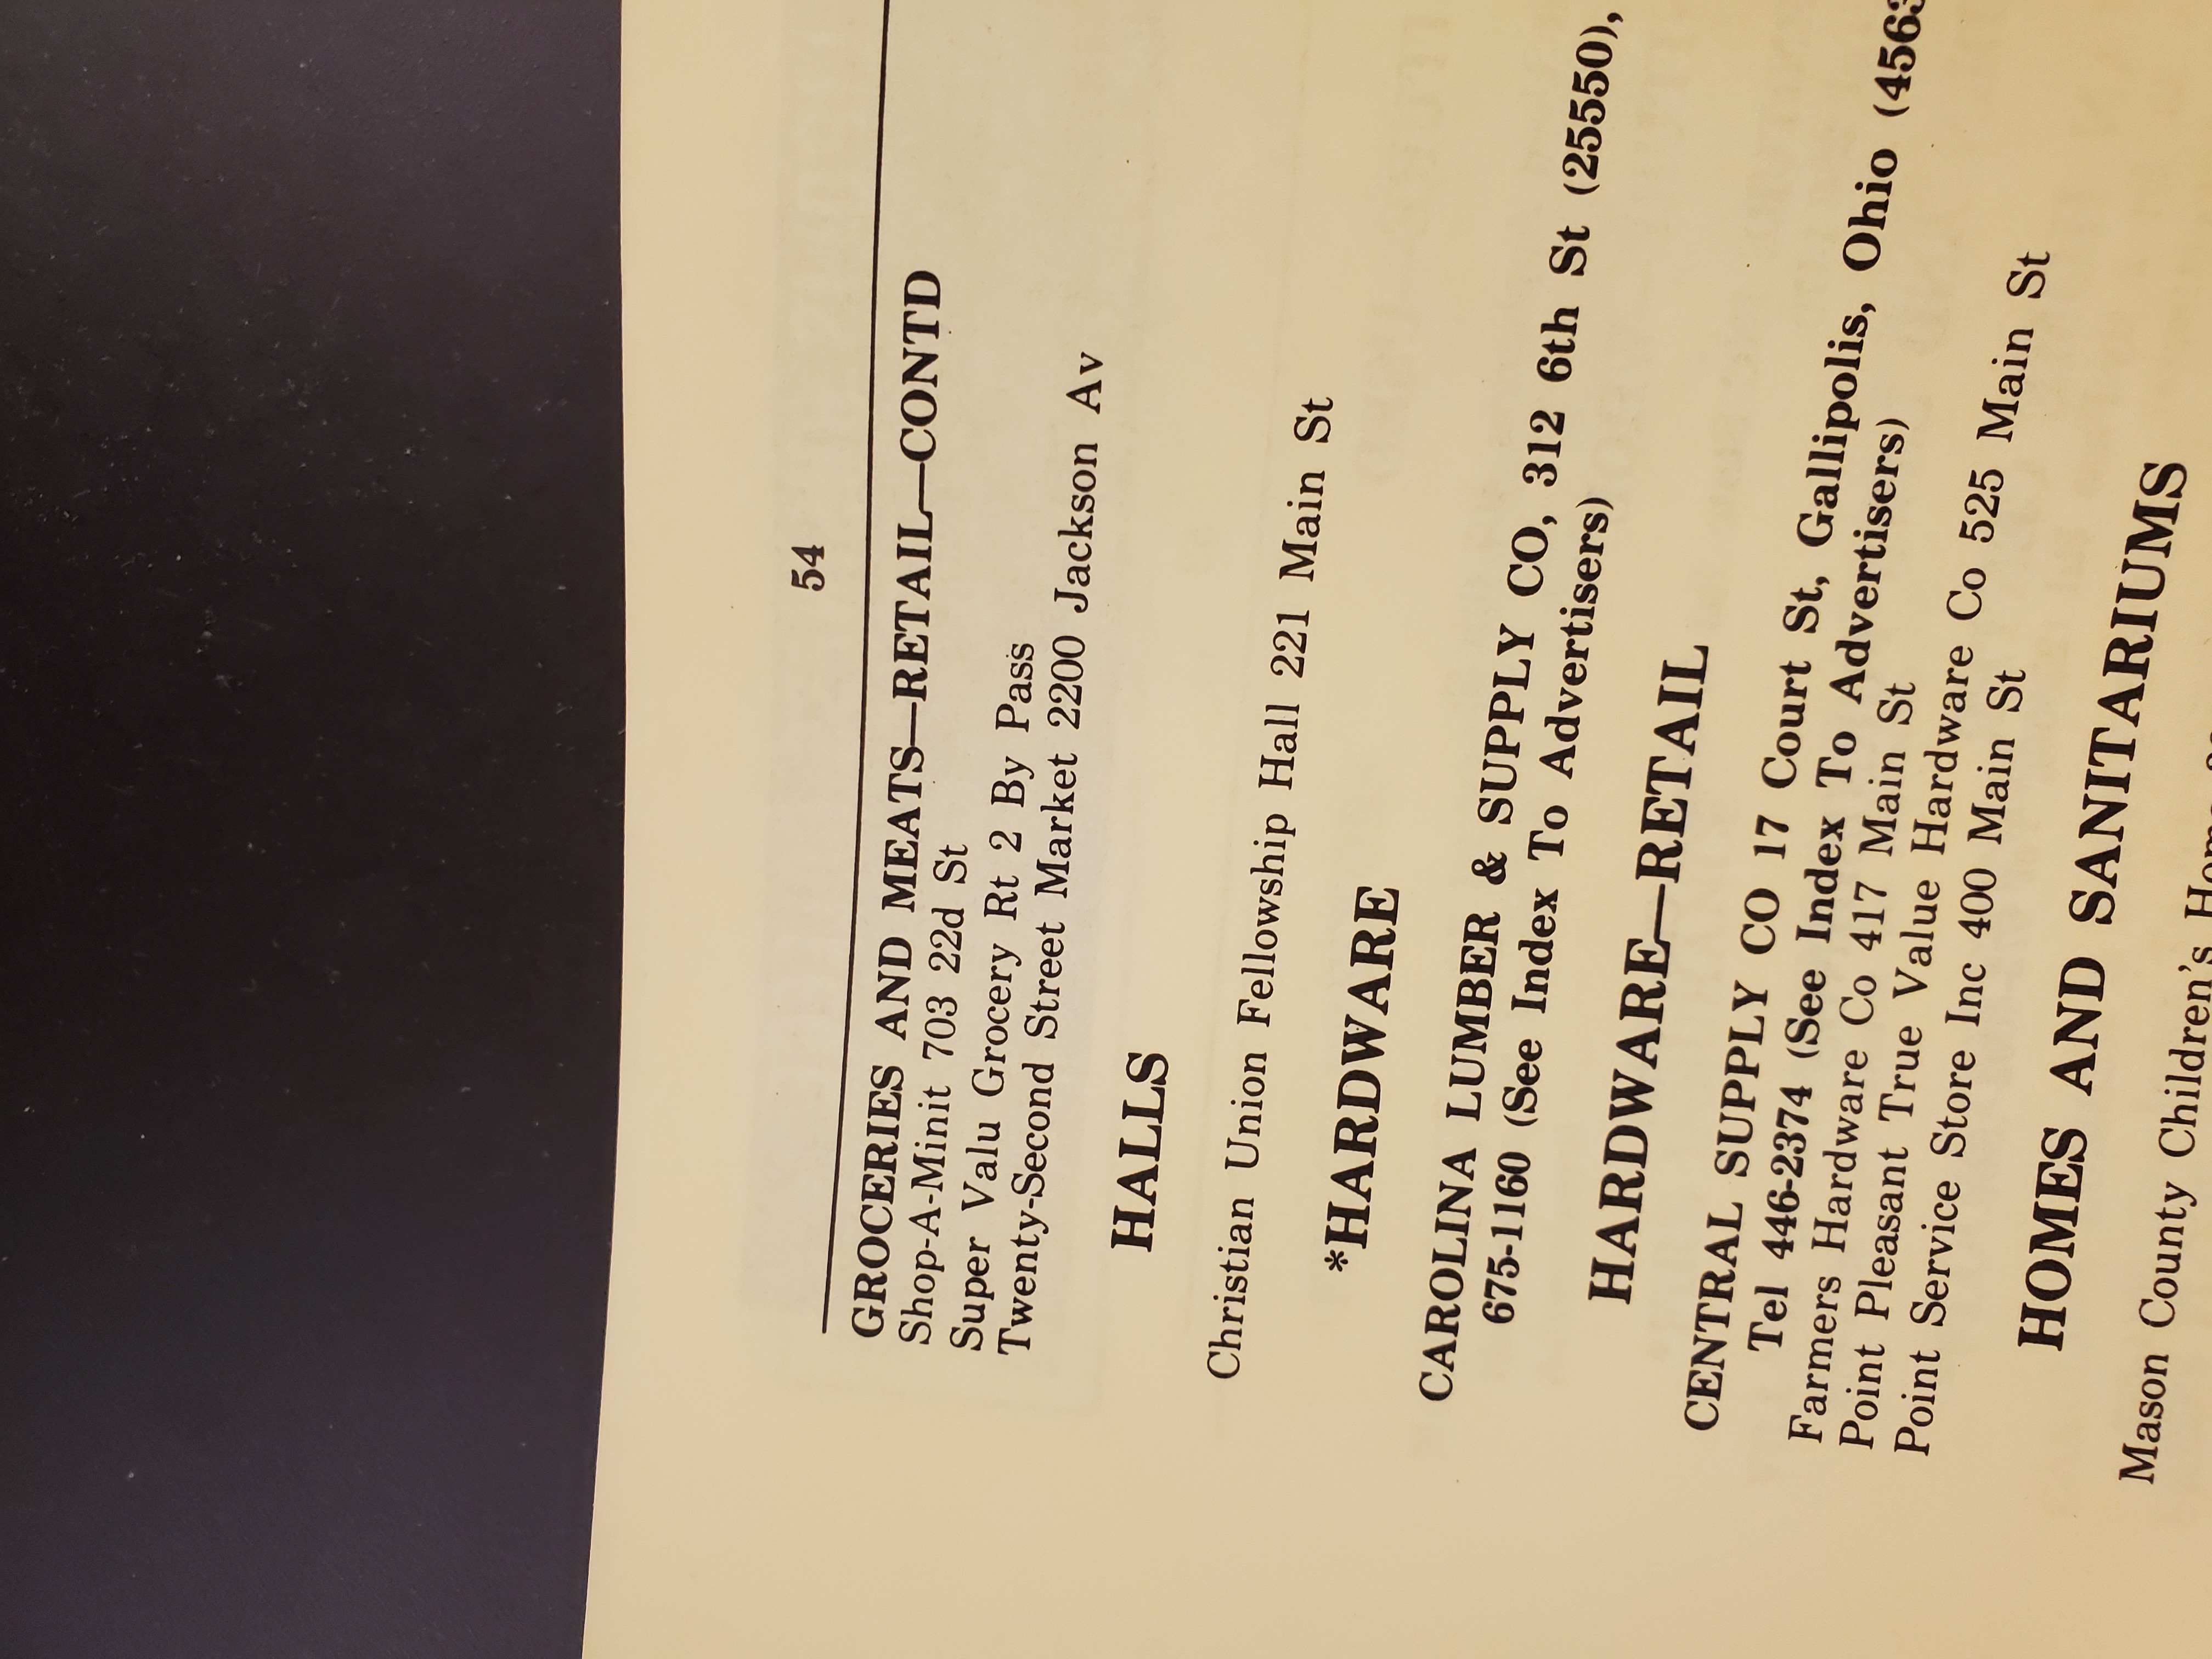 54
GROCERIES AND MEATS—RETAIL—CONTD
Shop-A-Minit 703 22d St
Super Valu Grocery Rt 2 By Pass
Twenty-Second Street Market 2200 Jackson Av
HALLS
Christian Union Fellowship Hall 221 Main St
*HARDWARE
CAROLINA LUMBER & SUPPLY CO, 312 6th St (25550),
675-1160 (See Index To Advertisers)
HARDWARE—RETAIL
CENTRAL SUPPLY CO 17 Court St, Gallipolis, Ohio
Tel 446-2374 (See Index To Advertisers)
Farmers Hardware Co 417 Main St
Point Pleasant True Value Hardware Co 525 Main St
Point Service Store Inc 400 Main St
HOMES AND SANITARIUMS
Mason County Children's